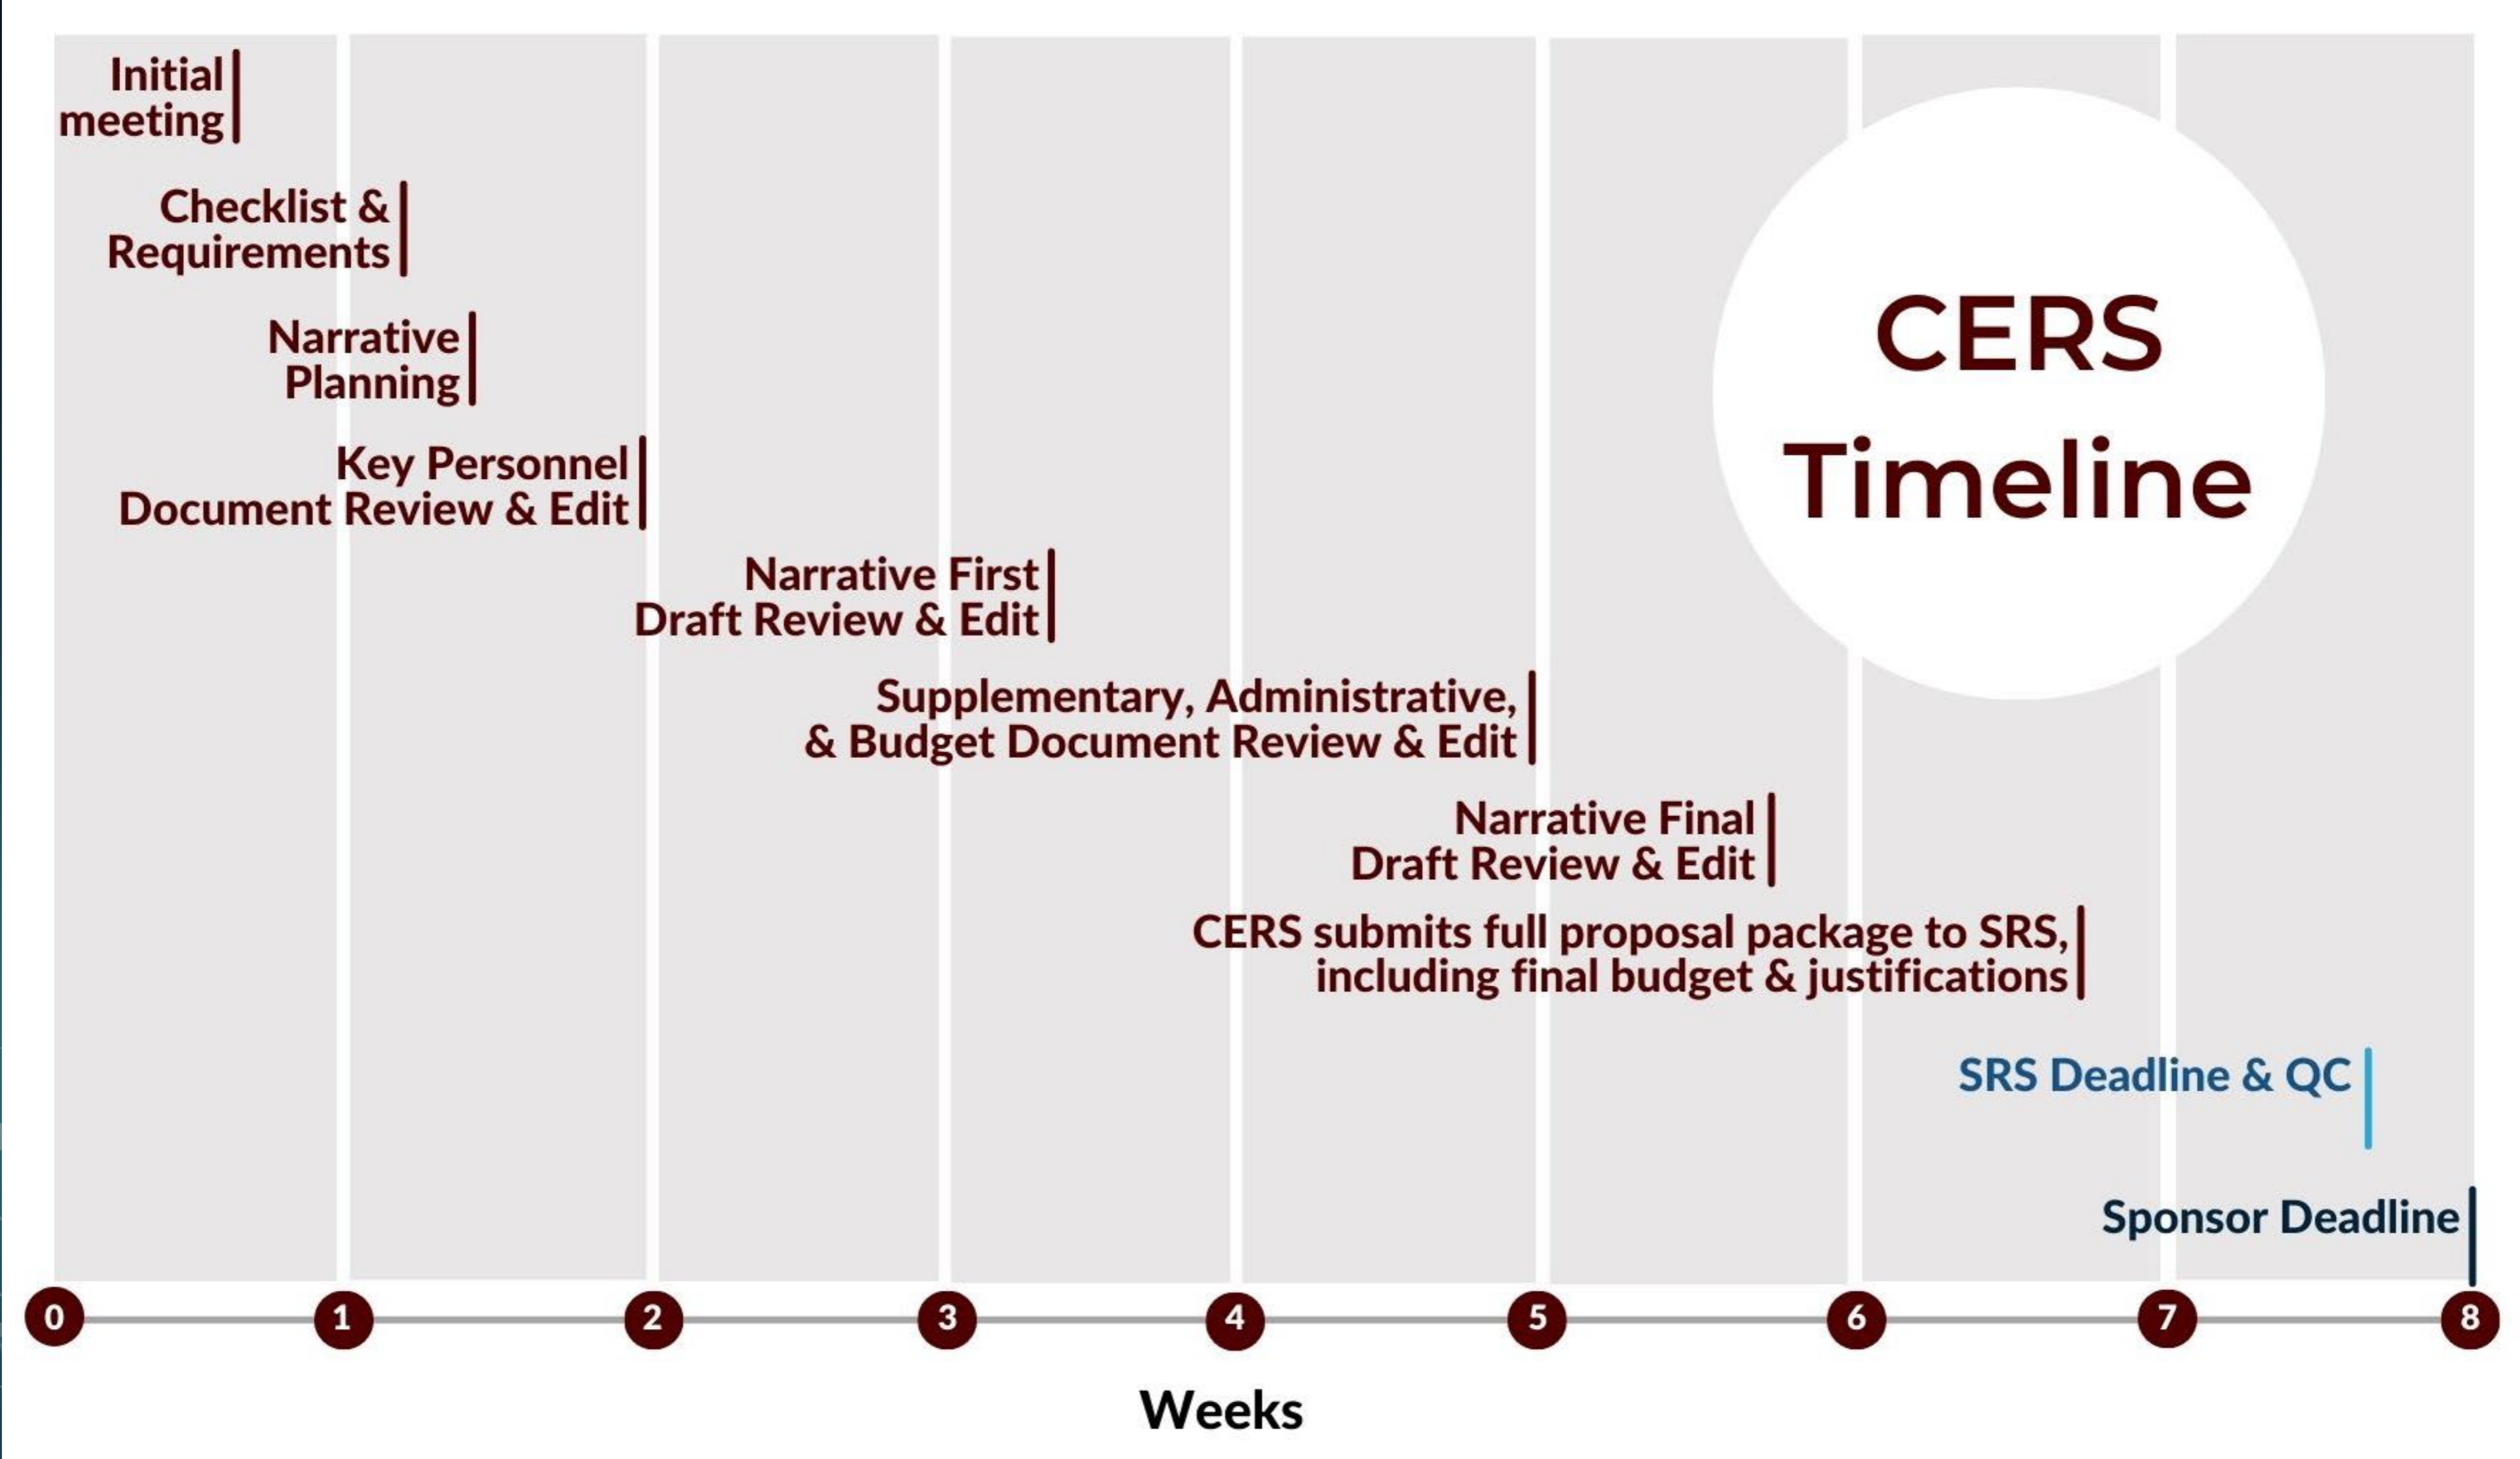 Initial
meeting
Checklist &
Requirements
Narrative
Planning
Key Personnel
Document Review & Edit
Narrative First
Draft Review & Edit
Supplementary, Administrative,
& Budget Document Review & Edit
Narrative Final
Draft Review & Edit
CERS submits full proposal package to SRS,
including final budget & justifications
SRS Deadline & QC
Sponsor Deadline
CERS
Timeline
0 1 2 3 4 5 6 7 8
Weeks